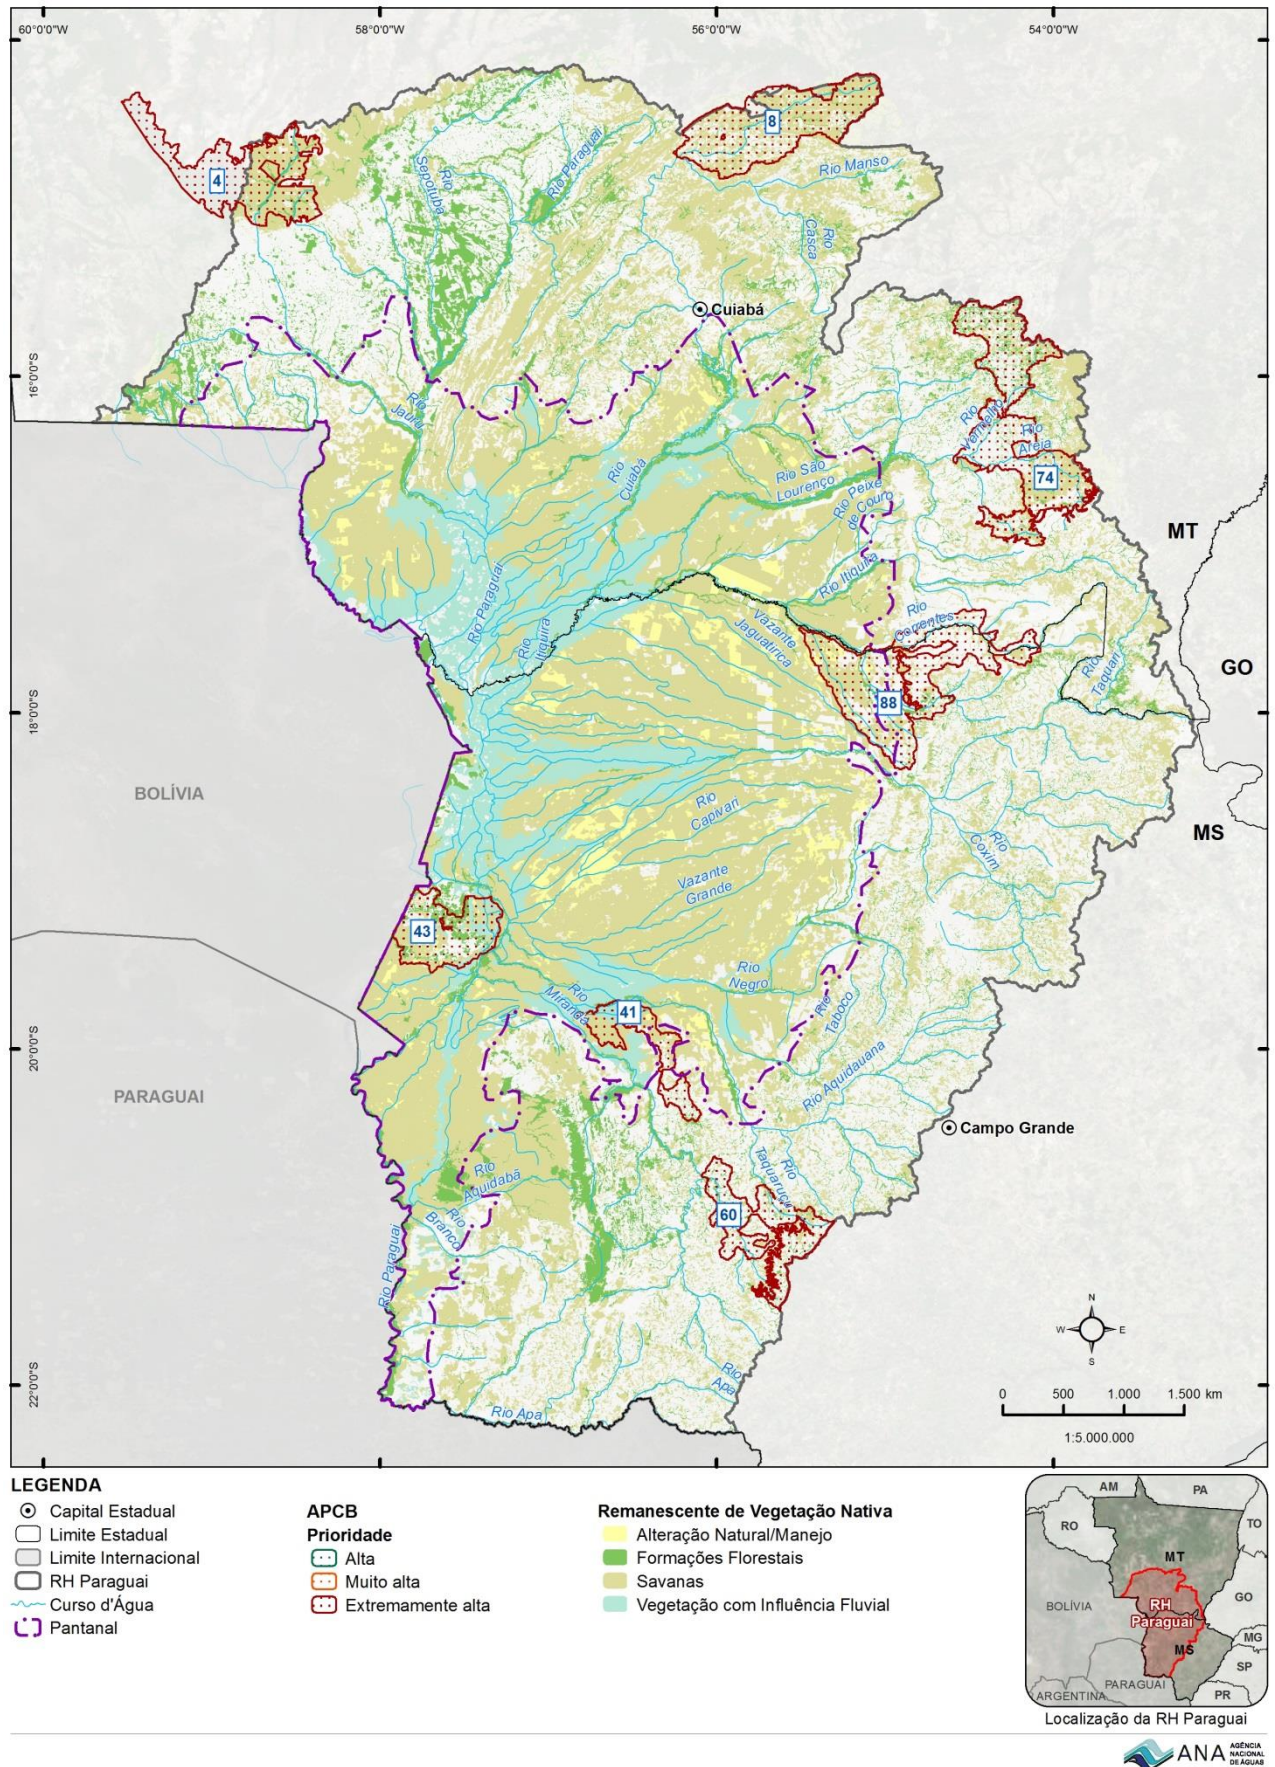 60°0'0"W
58°0'0"W
56°0'0"W
54°0'0"W
8
4
Rio Manso
Rio
Sepotuba
Rio Paraguai
Rio
Casca
Cuiabá
16°0'0"S
Rio
Jauru
Rio
Vermelho
Rio
Areia
Rio
Cuiabá
Rio São
Lourenço
74
Rio Peixe
de Couro
MT
Rio Itiquira
Rio Paraguai
Rio
Correntes
Vazante
Jaguatirica
Rio
Itiquira
GO
Rio
Taquari
88
18°0'0"S
BOLÍVIA
Rio
Capivari
MS
Rio
Coxim
Vazante
Grande
43
Rio
Negro
Rio
Miranda
41
Rio
Taboco
20°0'0"S
Rio Aquidauana
PARAGUAI
Campo Grande
Rio
Taquaruçu
Rio
Aquidabã
60
Rio
Branco
Rio Paraguai
N
W
E
S
Rio
Apa
22°0'0"S
Rio Apa
0 500 1.000 1.500 km
1:5.000.000
LEGENDA
Capital Estadual
Limite Estadual
Limite Internacional
RH Paraguai
Curso d'Água
Pantanal
APCB
Prioridade
Alta
Muito alta
Extremamente alta
Remanescente de Vegetação Nativa
Alteração Natural/Manejo
Formações Florestais
Savanas
Vegetação com Influência Fluvial
AM
PA
RO
TO
MT
BOLÍVIA
RH
Paraguai
GO
MS
MG
SP
PARAGUAI
ARGENTINA
PR
Localização da RH Paraguai
ANA
AGÊNCIA
NACIONAL
DE ÁGUAS